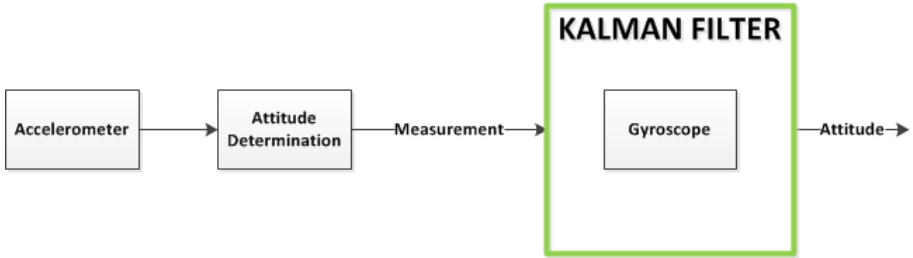 KALMAN FILTER
Accelerometer
Attitude
Determination
Measurement
Gyroscope
Attitude